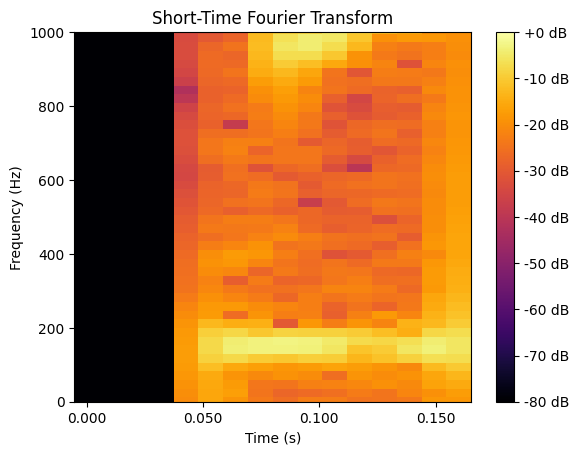 Short-Time Fourier Transform
Frequency (Hz)
1000
800
600
400
200
0
0.000
0.050
0.100
0.150
Time (s)
+0 dB
-10 dB
-20 dB
-30 dB
-40 dB
-50 dB
-60 dB
-70 dB
-80 dB